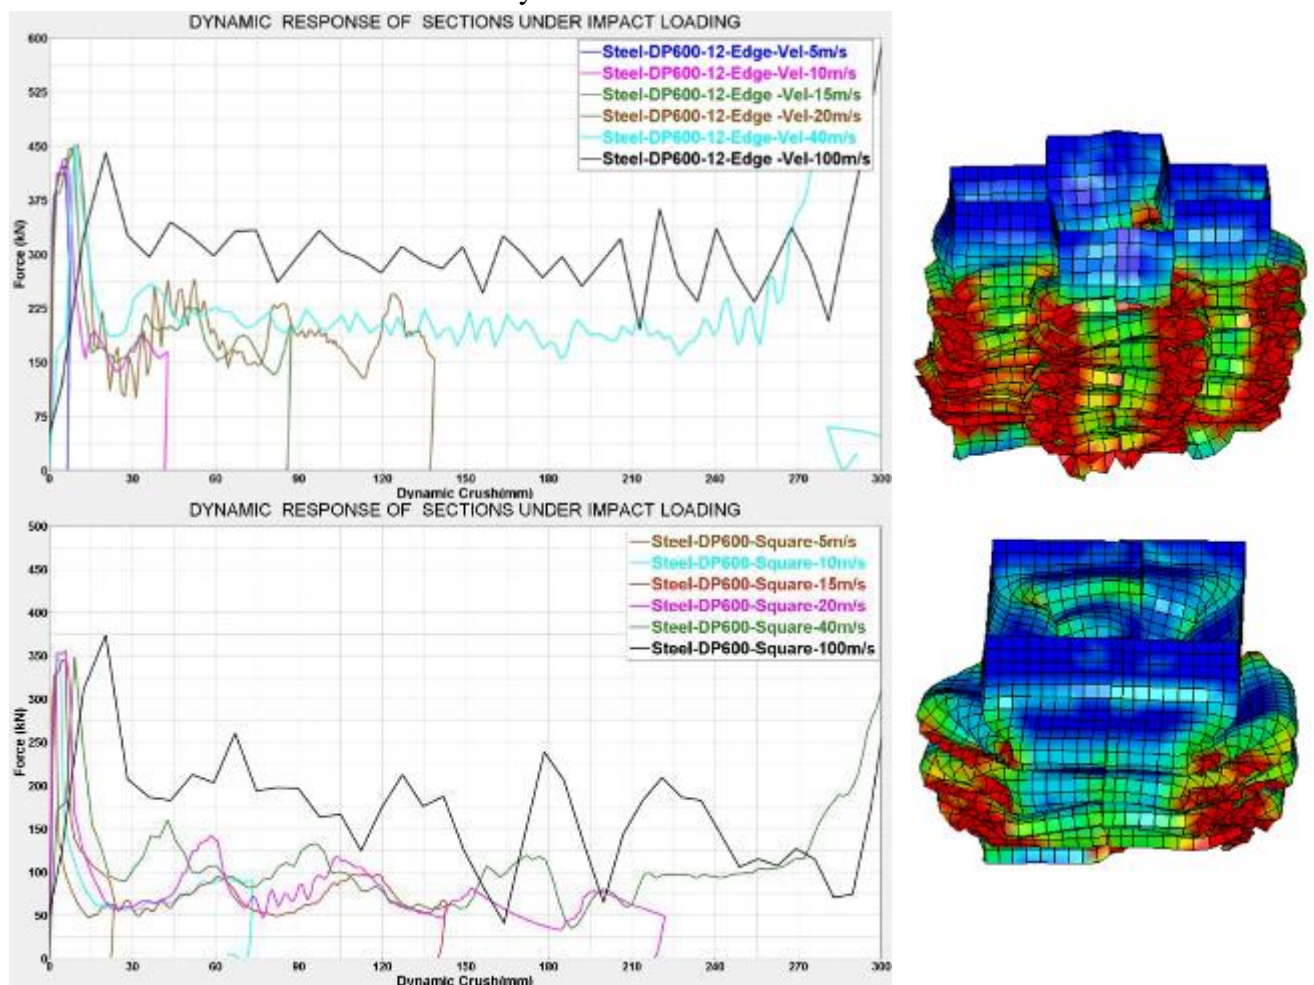 DYNAMIC RESPONSE OF SECTIONS UNDER IMPACT LOADING
600
525
450
375
300
225
150
75
0
Force (kN)
Steel-DP600-12-Edge-Vel-5m/s
Steel-DP600-12-Edge-Vel-10m/s
Steel-DP600-12-Edge -Vel-15m/s
Steel-DP600-12-Edge -Vel-20m/s
Steel-DP600-12-Edge-Vel-40m/s
Steel-DP600-12-Edge -Vel-100m/s
0 30 60 90 120 150 180 210 240 270 300
Dynamic Crush(mm)
DYNAMIC RESPONSE OF SECTIONS UNDER IMPACT LOADING
500
450
400
350
300
250
200
150
100
50
0
Force (kN)
Steel-DP600-Square-5m/s
Steel-DP600-Square-10m/s
Steel-DP600-Square-15m/s
Steel-DP600-Square-20m/s
Steel-DP600-Square-40m/s
Steel-DP600-Square-100m/s
0 30 60 90 120 150 180 210 240 270 300
Dynamic Crush(mm)